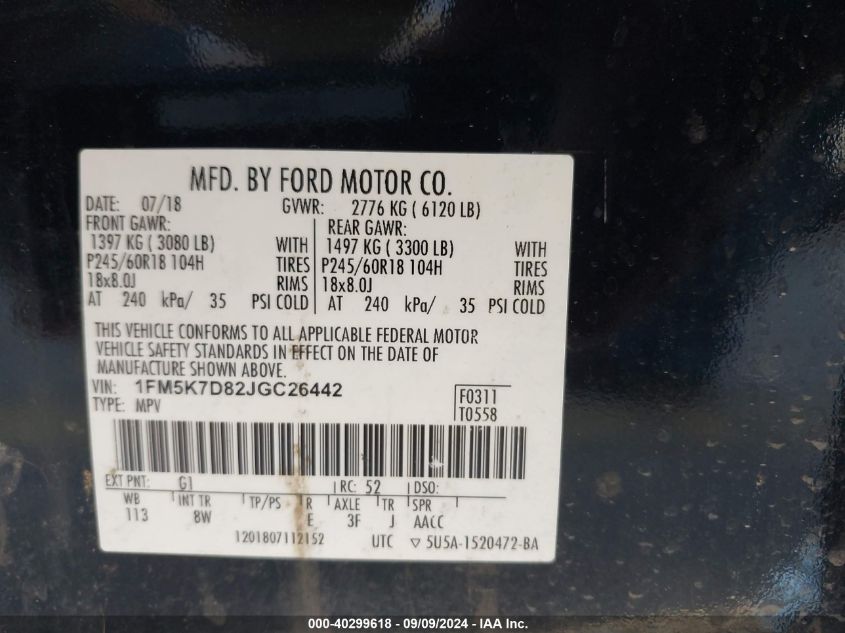 MFD. BY FORD MOTOR CO.
DATE: 07/18 GVWR: 2776 KG ( 6120 LB)
FRONT GAWR: REAR GAWR:
1397 KG ( 3080 LB) WITH 1497 KG ( 3300 LB) WITH
P245/60R18 104H TIRES P245/60R18 104H TIRES
18x8.0J RIMS 18x8.0J RIMS
AT 240 kPa/ 35 PSI COLD AT 240 kPa/ 35 PSI COLD
THIS VEHICLE CONFORMS TO ALL APPLICABLE FEDERAL MOTOR
VEHICLE SAFETY STANDARDS IN EFFECT ON THE DATE OF
MANUFACTURE SHOWN ABOVE.
VIN: 1FM5K7D82JGC26442 F0311
TYPE: MPV T0558
EXT PNT: G1 RC: 52 DSO:
WB INT TR TP/PS R AXLE TR SPR
113 8W E 3F J AACC
1201807112152 UTC ▽ 5U5A-1520472-BA
000-40299618 - 09/09/2024 - IAA Inc.